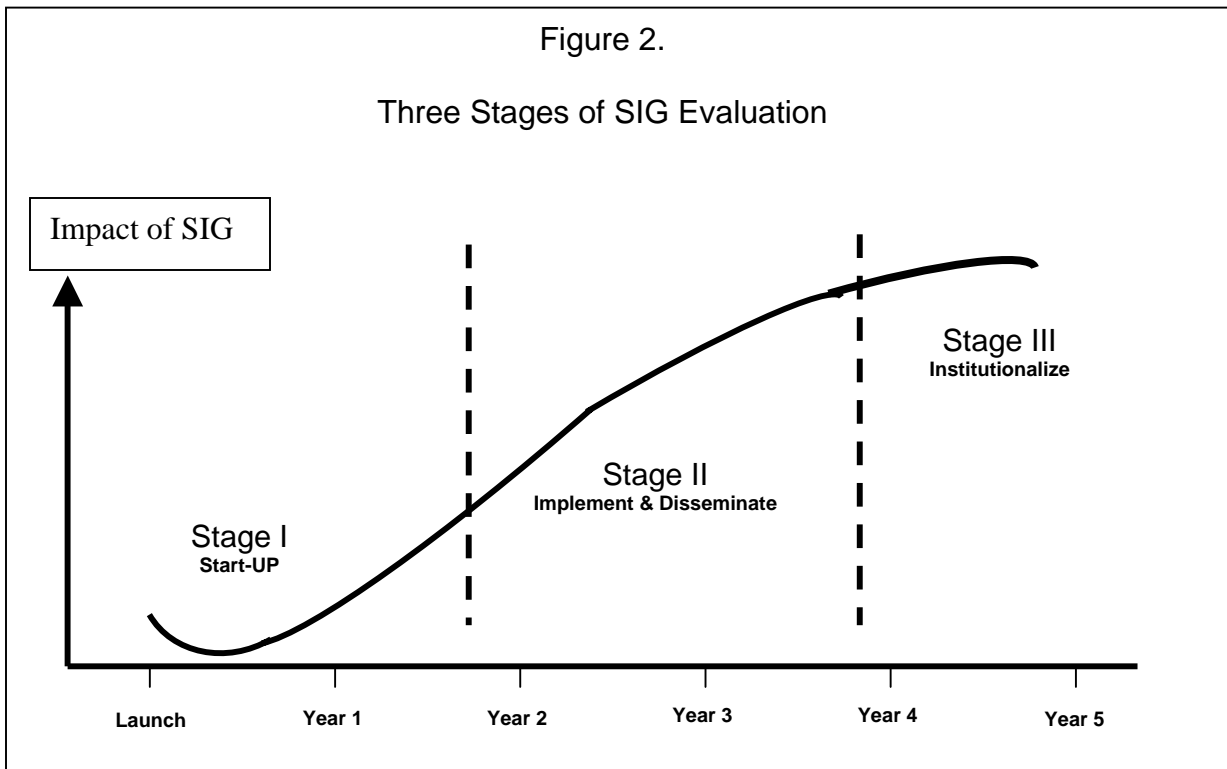 Figure 2.
Three Stages of SIG Evaluation
Impact of SIG
Stage III
Institutionalize
Stage II
Implement & Disseminate
Stage I
Start-UP
Launch
Year 1
Year 2
Year 3
Year 4
Year 5